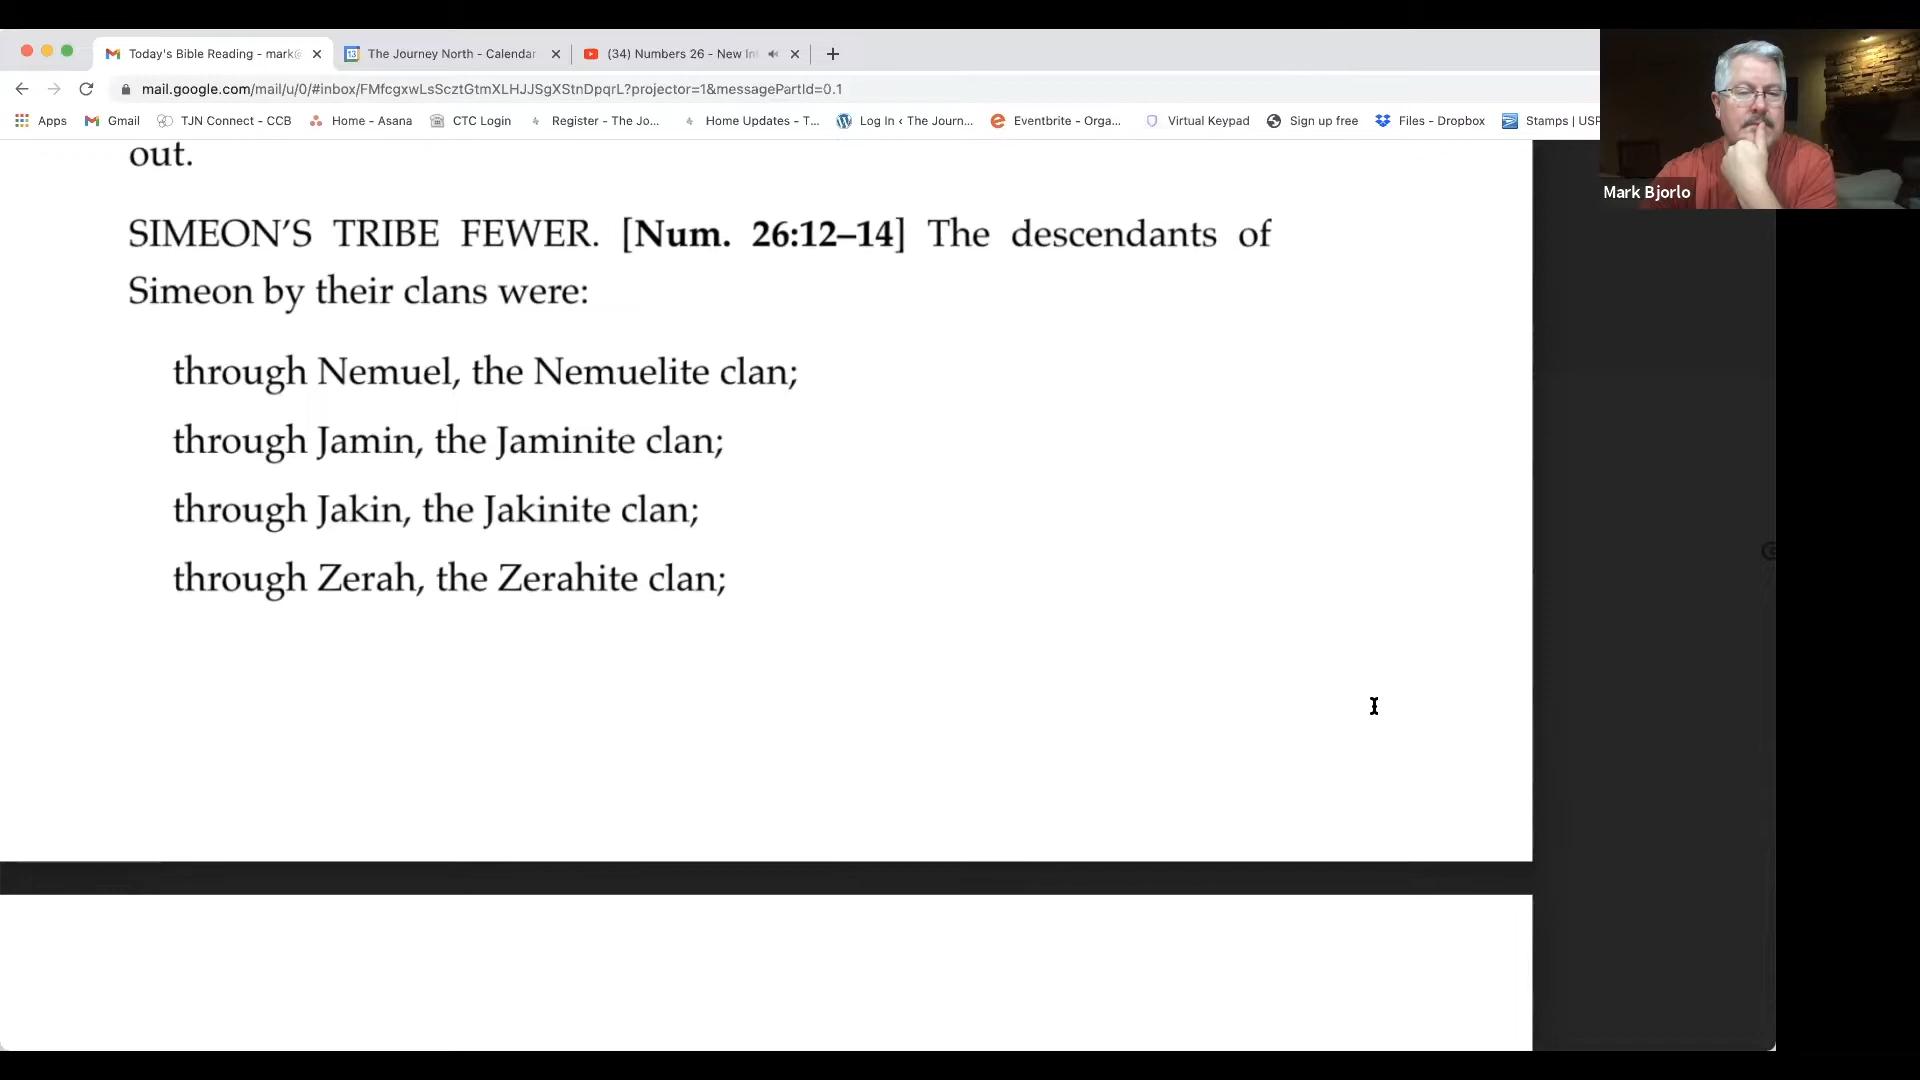 Today's Bible Reading - mark@
The Journey North - Calendar
(34) Numbers 26 - New In
mail.google.com/mail/u/0/#inbox/FMfcgxwLsScztGtmXLHJJSgXStnDpqrL?projector=1&messagePartId=0.1
Apps Gmail TJN Connect - CCB Home - Asana CTC Login Register - The Jo... Home Updates - T... Log In ‹ The Journ... Eventbrite - Orga... Virtual Keypad Sign up free Files - Dropbox Stamps | USP
Mark Bjorlo
out.
SIMEON'S TRIBE FEWER. [Num. 26:12–14] The descendants of
Simeon by their clans were:
through Nemuel, the Nemuelite clan;
through Jamin, the Jaminite clan;
through Jakin, the Jakinite clan;
through Zerah, the Zerahite clan;